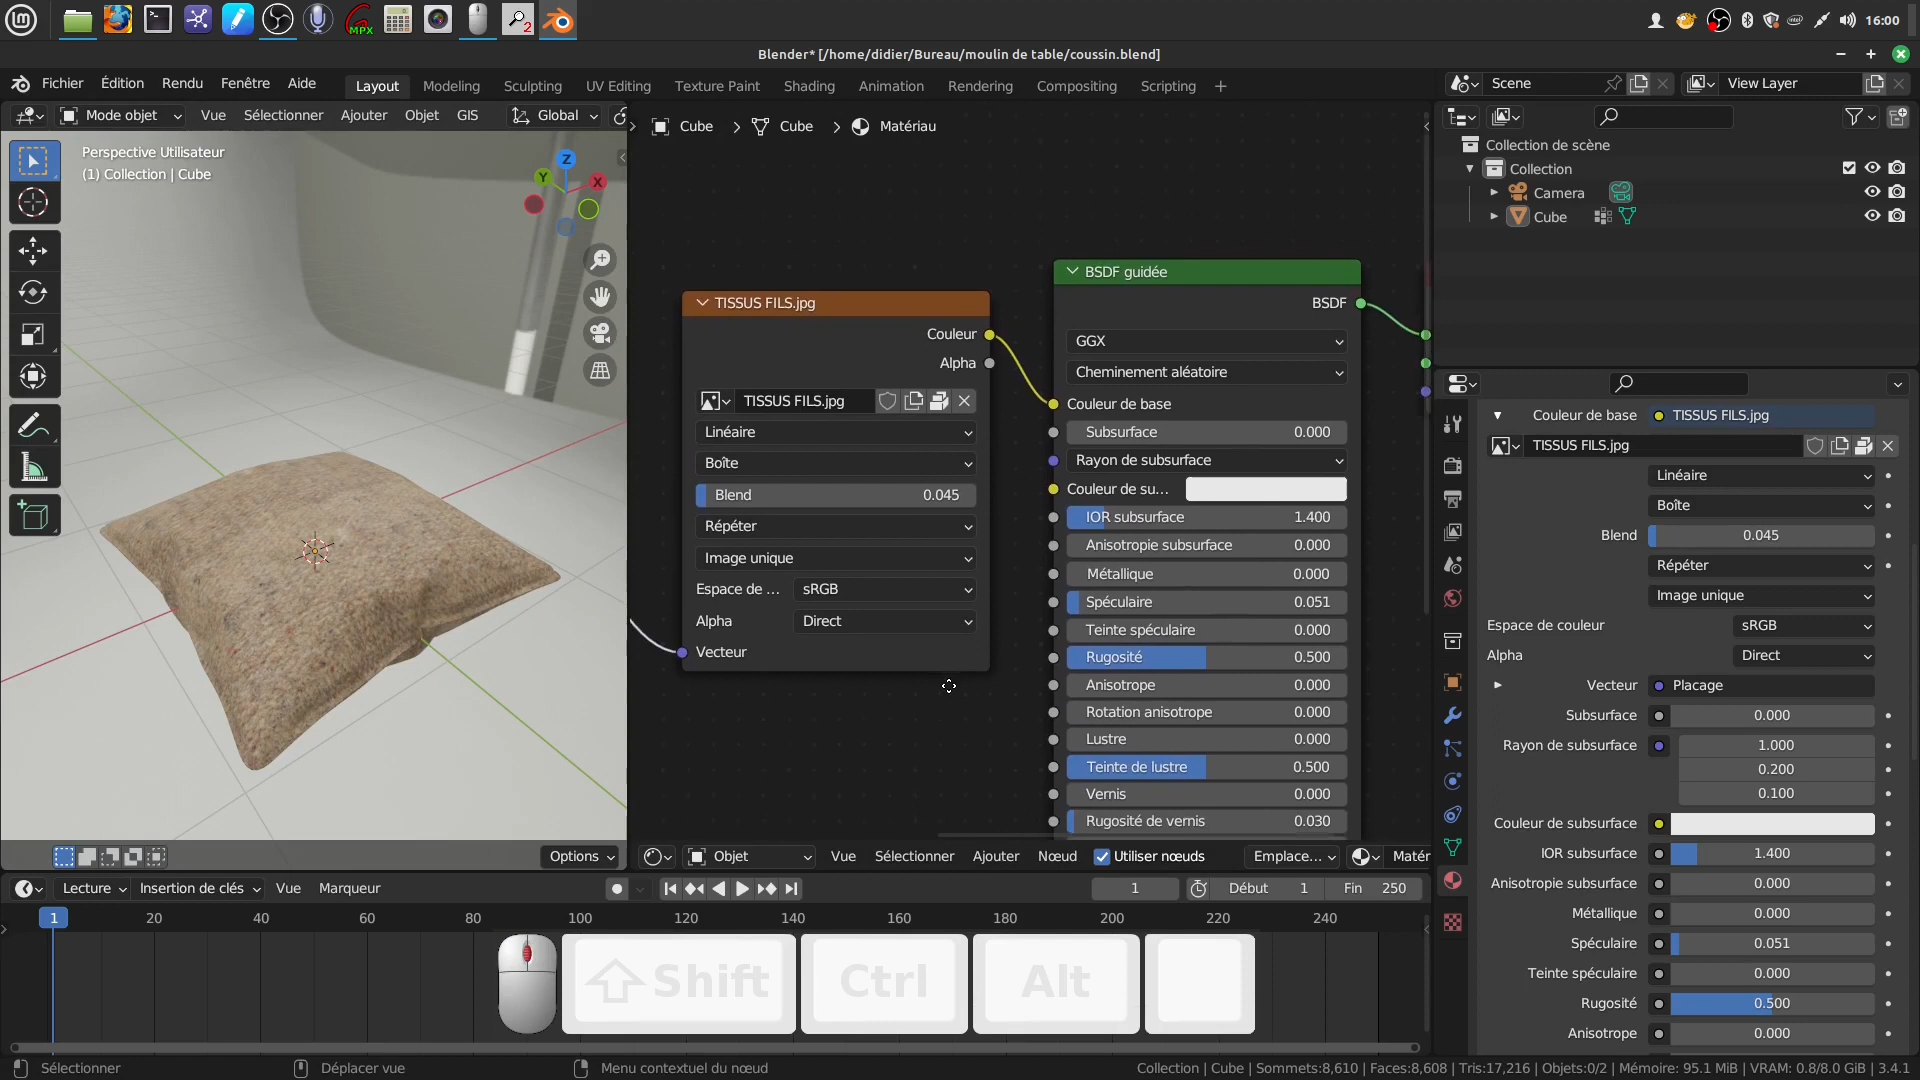 MPX
2
16:00
Blender* [/home/didier/Bureau/moulin de table/coussin.blend]
Fichier Édition Rendu Fenêtre Aide
Layout Modeling Sculpting UV Editing Texture Paint Shading Animation Rendering Compositing Scripting +
Scene
View Layer
Mode objet Vue Sélectionner Ajouter Objet GIS Global
Perspective Utilisateur
(1) Collection | Cube
Z
Y
X
Options
Cube > Cube > Matériau
TISSUS FILS.jpg
Couleur
Alpha
TISSUS FILS.jpg
Linéaire
Boîte
Blend 0.045
Répéter
Image unique
Espace de ... sRGB
Alpha Direct
Vecteur
BSDF guidée
BSDF
GGX
Cheminement aléatoire
Couleur de base
Subsurface 0.000
Rayon de subsurface
Couleur de su...
IOR subsurface 1.400
Anisotropie subsurface 0.000
Métallique 0.000
Spéculaire 0.051
Teinte spéculaire 0.000
Rugosité 0.500
Anisotrope 0.000
Rotation anisotrope 0.000
Lustre 0.000
Teinte de lustre 0.500
Vernis 0.000
Rugosité de vernis 0.030
Objet Vue Sélectionner Ajouter Nœud Utiliser nœuds Emplace... Matér
Collection de scène
Collection
Camera
Cube
Couleur de base TISSUS FILS.jpg
TISSUS FILS.jpg
Linéaire
Boîte
Blend 0.045
Répéter
Image unique
Espace de couleur sRGB
Alpha Direct
Vecteur Placage
Subsurface 0.000
Rayon de subsurface 1.000
0.200
0.100
Couleur de subsurface
IOR subsurface 1.400
Anisotropie subsurface 0.000
Métallique 0.000
Spéculaire 0.051
Teinte spéculaire 0.000
Rugosité 0.500
Anisotrope 0.000
Lecture Insertion de clés Vue Marqueur
1 Début 1 Fin 250
1 20 40 60 80 100 120 140 160 180 200 220 240
Shift Ctrl Alt
Sélectionner Déplacer vue Menu contextuel du nœud
Collection | Cube | Sommets:8,610 | Faces:8,608 | Tris:17,216 | Objets:0/2 | Mémoire: 95.1 MiB | VRAM: 0.8/8.0 GiB | 3.4.1